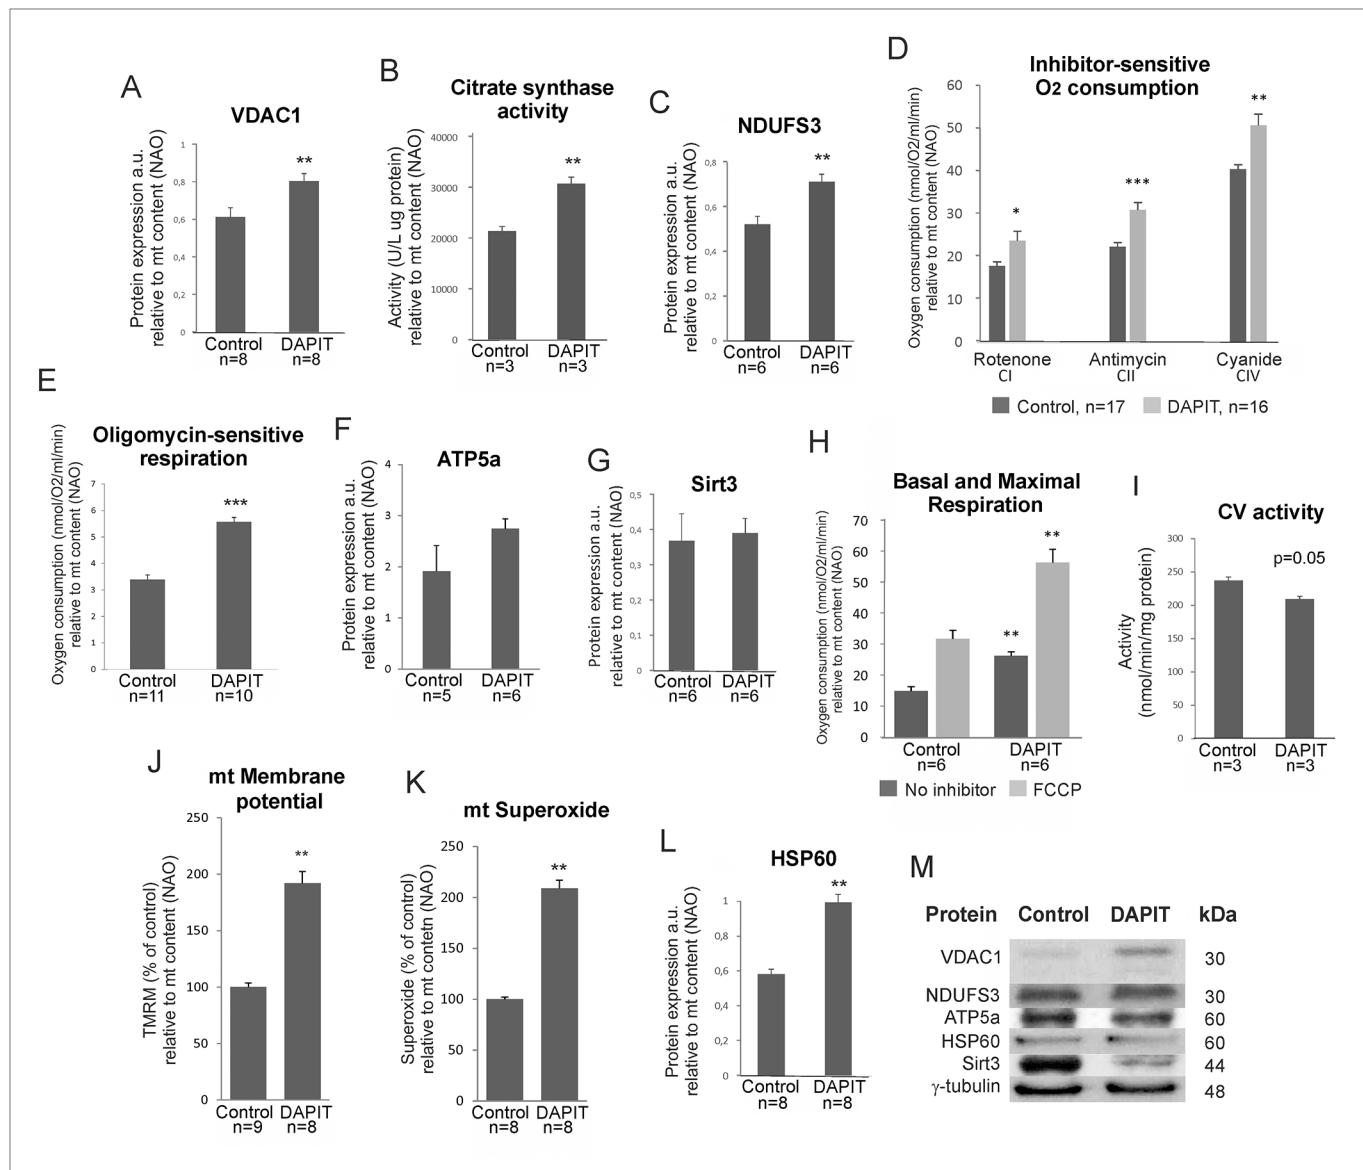 A
VDAC1
Protein expression a.u.
relative to mt content (NAO)
1
0,8
0,6
0,4
0,2
0
**
Control
n=8
DAPIT
n=8
B
Citrate synthase
activity
Activity (U/L ug protein)
relative to mt content (NAO)
40000
30000
20000
10000
0
**
Control
n=3
DAPIT
n=3
C
NDUFS3
Protein expression a.u.
relative to mt content (NAO)
0,8
0,6
0,4
0,2
0
**
Control
n=6
DAPIT
n=6
D
Inhibitor-sensitive
O2 consumption
Oxygen consumption (nmol/O2/ml/min)
relative to mt content (NAO)
60
50
40
30
20
10
0
*
***
**
Rotenone
CI
Antimycin
CII
Cyanide
CIV
Control, n=17
DAPIT, n=16
E
Oligomycin-sensitive
respiration
Oxygen consumption (nmol/O2/ml/min)
relative to mt content (NAO)
7
6
5
4
3
2
1
0
***
Control
n=11
DAPIT
n=10
F
ATP5a
Protein expression a.u.
relative to mt content (NAO)
4
3
2
1
0
Control
n=5
DAPIT
n=6
G
Sirt3
Protein expression a.u.
relative to mt content (NAO)
0,5
0,4
0,3
0,2
0,1
0
Control
n=6
DAPIT
n=6
H
Basal and Maximal
Respiration
Oxygen consumption (nmol/O2/ml/min)
relative to mt content (NAO)
70
60
50
40
30
20
10
0
**
**
Control
n=6
DAPIT
n=6
No inhibitor
FCCP
I
CV activity
Activity
(nmol/min/mg protein)
300
250
200
150
100
50
0
p=0.05
Control
n=3
DAPIT
n=3
J
mt Membrane
potential
TMRM (% of control)
relative to mt content (NAO)
250
200
150
100
50
0
**
Control
n=9
DAPIT
n=8
K
mt Superoxide
Superoxide (% of control)
relative to mt contetn (NAO)
250
200
150
100
50
0
**
Control
n=8
DAPIT
n=8
L
HSP60
Protein expression a.u.
relative to mt content (NAO)
1
0,8
0,6
0,4
0,2
0
**
Control
n=8
DAPIT
n=8
M
Protein Control DAPIT kDa
VDAC1 30
NDUFS3 30
ATP5a 60
HSP60 60
Sirt3 44
γ-tubulin 48